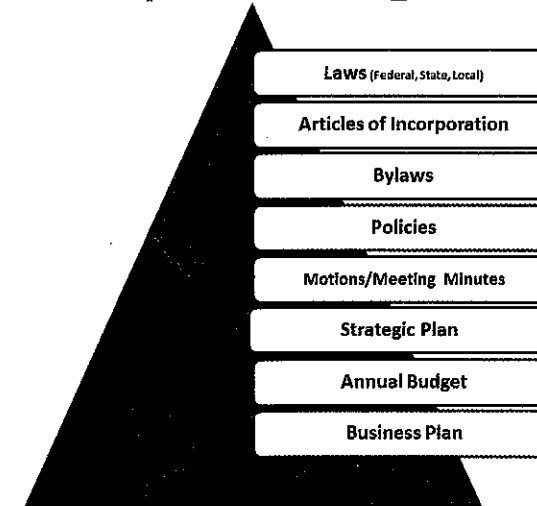 Laws (Federal, State, Local)
Articles of Incorporation
Bylaws
Policies
Motions/Meeting Minutes
Strategic Plan
Annual Budget
Business Plan